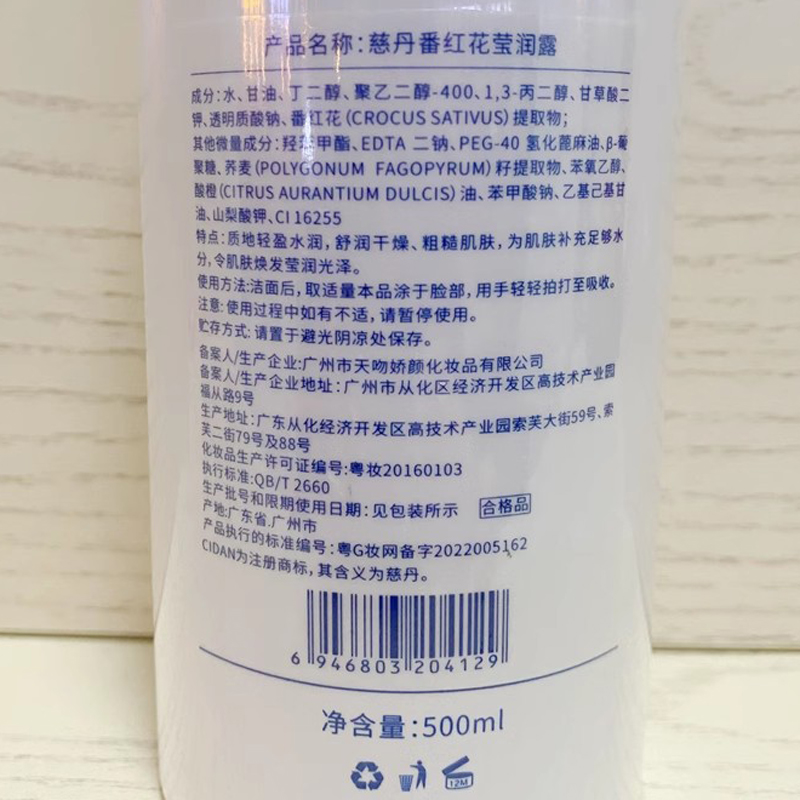 产品名称：慈丹番红花莹润露
成分：水、甘油、丁二醇、聚乙二醇-400、1,3-丙二醇、甘草酸二
钾、透明质酸钠、番红花（CROCUS SATIVUS）提取物；
其他微量成分：羟苯甲酯、EDTA 二钠、PEG-40 氢化蓖麻油、β-葡
聚糖、荞麦（POLYGONUM FAGOPYRUM）籽提取物、苯氧乙醇、
酸橙（CITRUS AURANTIUM DULCIS）油、苯甲酸钠、乙基己基甘
油、山梨酸钾、CI 16255
特点：质地轻盈水润，舒润干燥、粗糙肌肤，为肌肤补充足够水
分，令肌肤焕发莹润光泽。
使用方法：洁面后，取适量本品涂于脸部，用手轻轻拍打至吸收。
注意：使用过程中如有不适，请暂停使用。
贮存方式：请置于避光阴凉处保存。
备案人/生产企业：广州市天吻娇颜化妆品有限公司
备案人/生产企业地址：广州市从化区经济开发区高技术产业园
福从路9号
生产地址：广东从化经济开发区高技术产业园索芙大街59号、索
芙二街79号及88号
化妆品生产许可证编号：粤妆20160103
执行标准：QB/T 2660
生产批号和限期使用日期：见包装所示 合格品
产地：广东省.广州市
产品执行的标准编号：粤G妆网备字2022005162
CIDAN为注册商标，其含义为慈丹。
6 946803 204129
净含量：500ml
12M